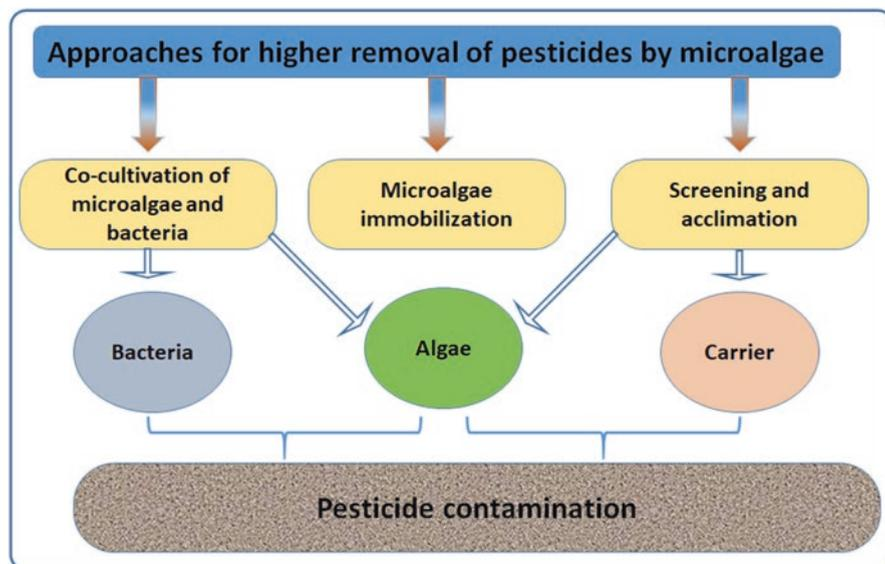 Approaches for higher removal of pesticides by microalgae
Co-cultivation of
microalgae and
bacteria
Microalgae
immobilization
Screening and
acclimation
Bacteria
Algae
Carrier
Pesticide contamination